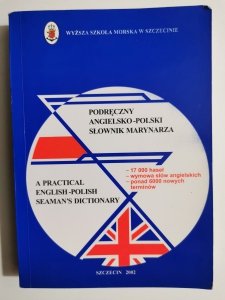 WYŻSZA SZKOŁA MORSKA W SZCZECINIE
PODRĘCZNY
ANGIELSKO-POLSKI
SŁOWNIK MARYNARZA
– 17 000 haseł
– wymowa słów angielskich
– ponad 6000 nowych
terminów
A PRACTICAL
ENGLISH-POLISH
SEAMAN'S DICTIONARY
SZCZECIN 2002